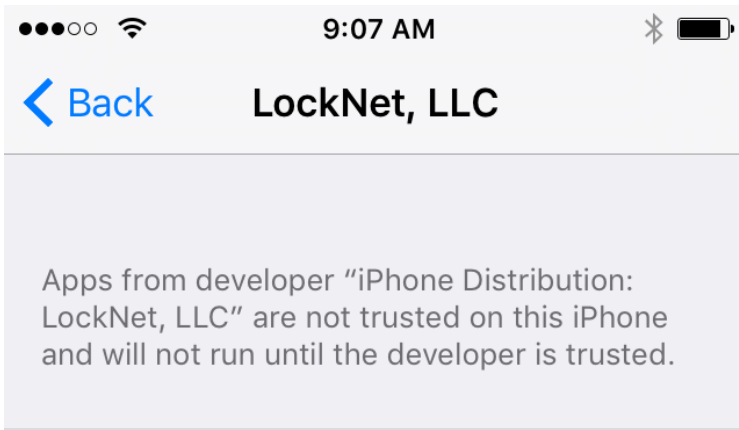 9:07 AM
Back
LockNet, LLC
Apps from developer “iPhone Distribution:
LockNet, LLC” are not trusted on this iPhone
and will not run until the developer is trusted.